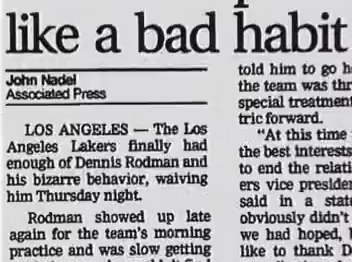 like a bad habit
John Nadel
Associated Press
LOS ANGELES — The Los
Angeles Lakers finally had
enough of Dennis Rodman and
his bizarre behavior, waiving
him Thursday night.
Rodman showed up late
again for the team's morning
practice and was slow getting
told him to go
the team was
special treatment
tric forward.
"At this time
the best interests
to end the
ers vice
said in a
obviously didn't
we had hoped,
like to thank